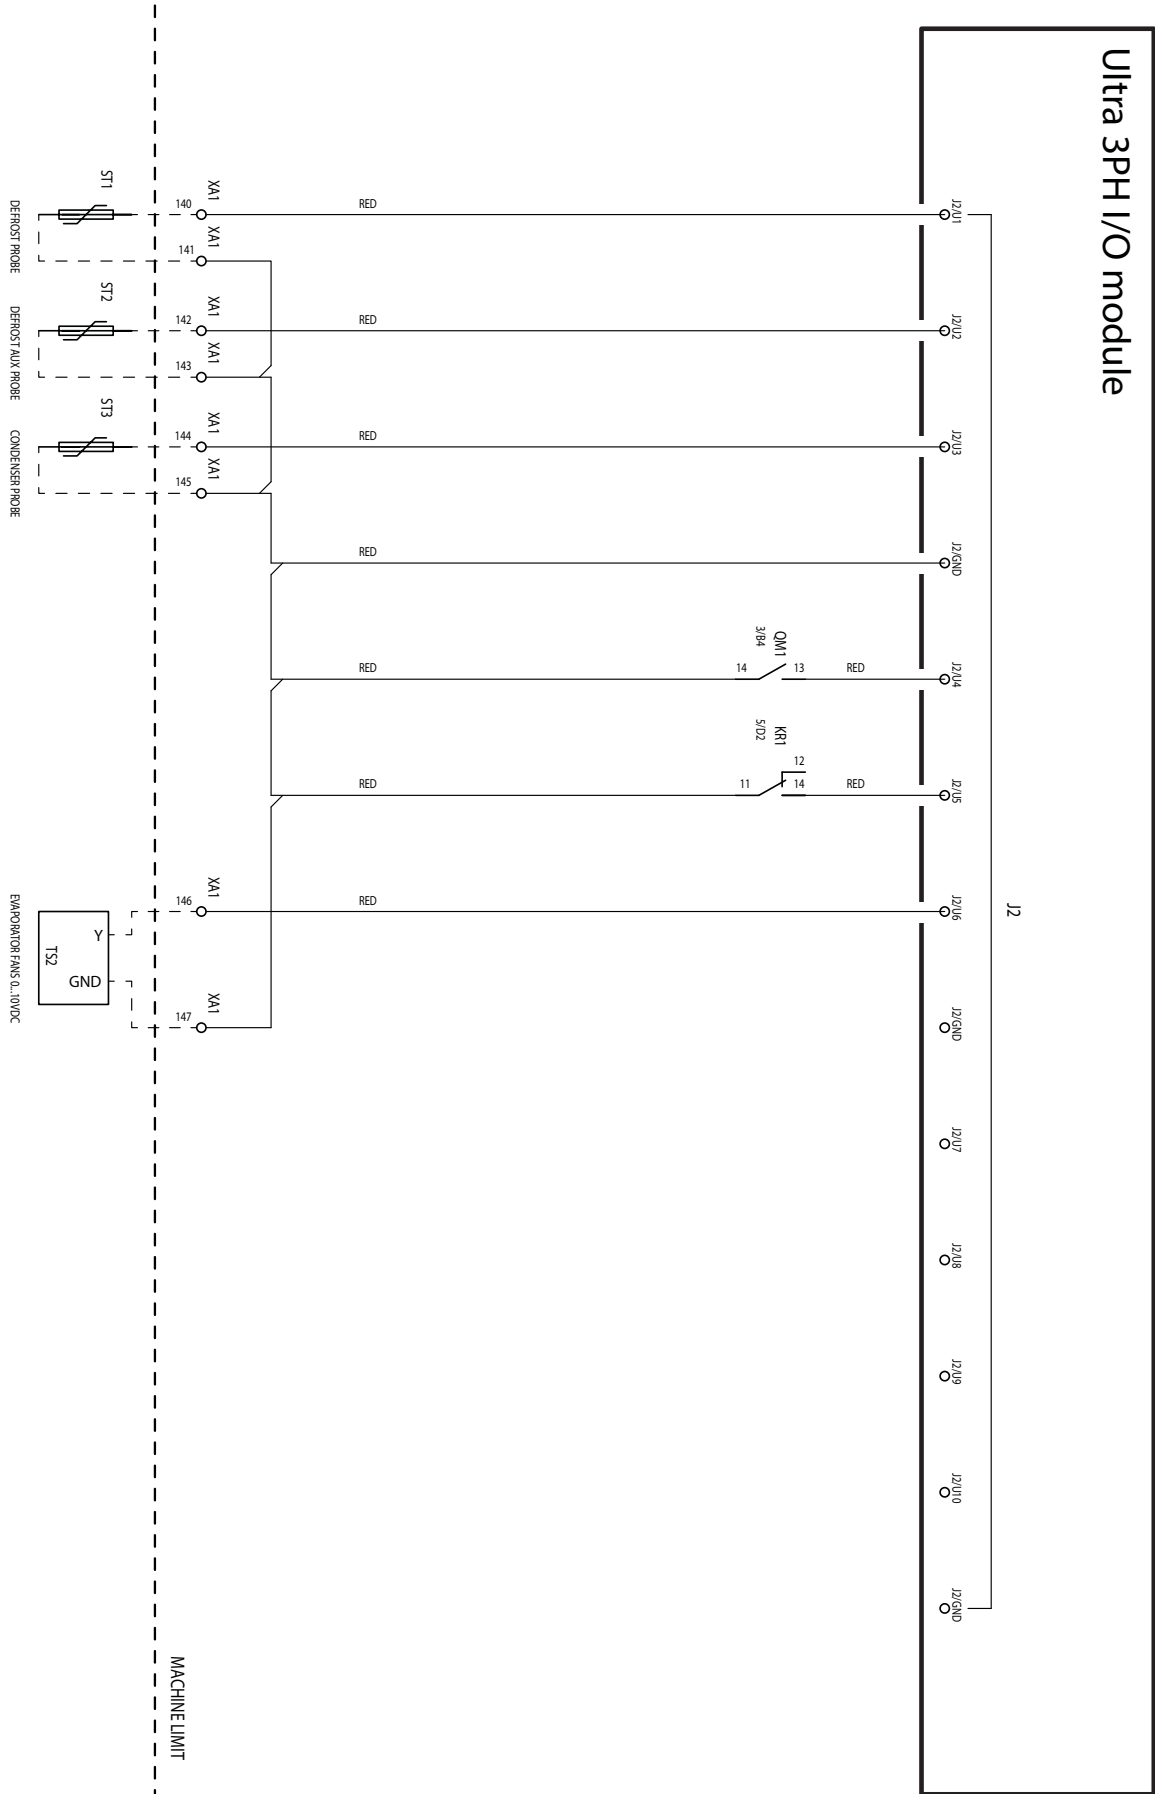 Ultra 3PH I/O module
J2
J2/U1
J2/U2
J2/U3
J2/GND
J2/U4
J2/U5
J2/U6
J2/GND
J2/U7
J2/U8
J2/U9
J2/U10
J2/GND
RED
RED
RED
RED
RED
14
13
RED
QM1
3/B4
RED
11
12
14
RED
KR1
5/D2
RED
XA1
140
XA1
141
XA1
142
XA1
143
XA1
144
XA1
145
XA1
146
XA1
147
MACHINE LIMIT
ST1
DEFROST PROBE
ST2
DEFROST AUX PROBE
ST3
CONDENSER PROBE
Y
GND
TS2
EVAPORATOR FANS 0...10VDC